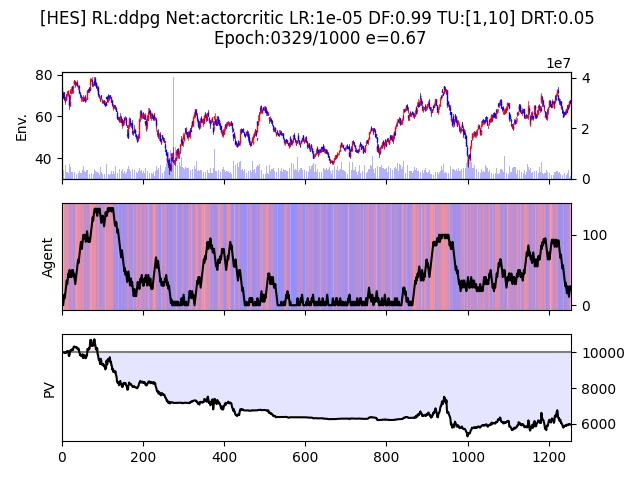 [HES] RL:ddpg Net:actorcritic LR:1e-05 DF:0.99 TU:[1,10] DRT:0.05
Epoch:0329/1000 e=0.67
1e7
80
60
40
Env.
4
2
0
Agent
100
0
PV
10000
8000
6000
0 200 400 600 800 1000 1200